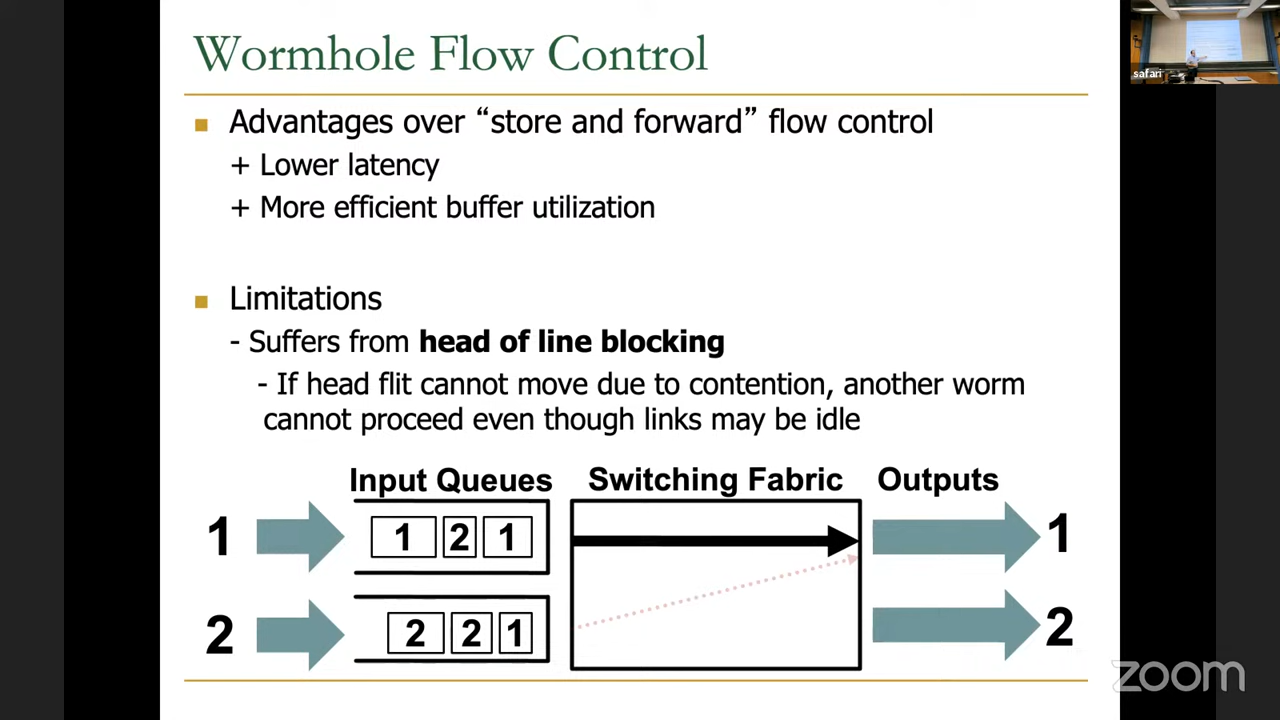 Wormhole Flow Control
Advantages over “store and forward” flow control
+ Lower latency
+ More efficient buffer utilization
Limitations
- Suffers from head of line blocking
- If head flit cannot move due to contention, another worm
cannot proceed even though links may be idle
Input Queues Switching Fabric Outputs
1 1 2 1 1
2 2 2 1 2
safari
zoom